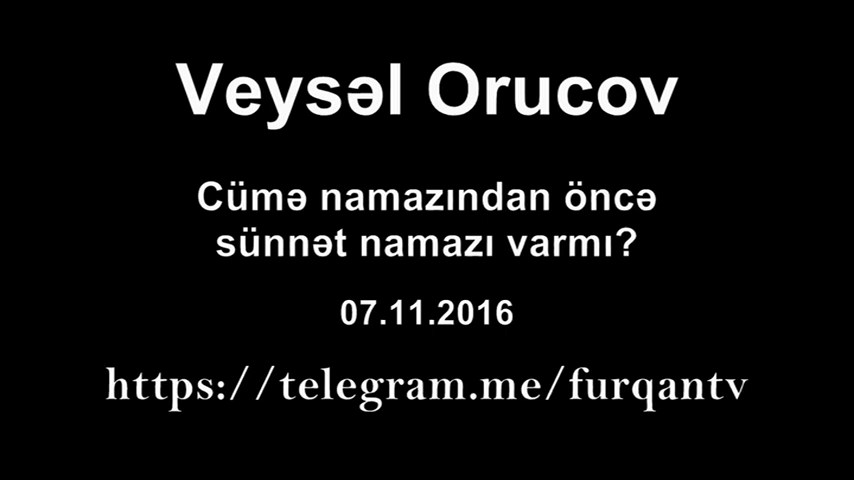 Veysəl Orucov
Cümə namazından öncə
sünnət namazı varmı?
07.11.2016
https://telegram.me/furqantv